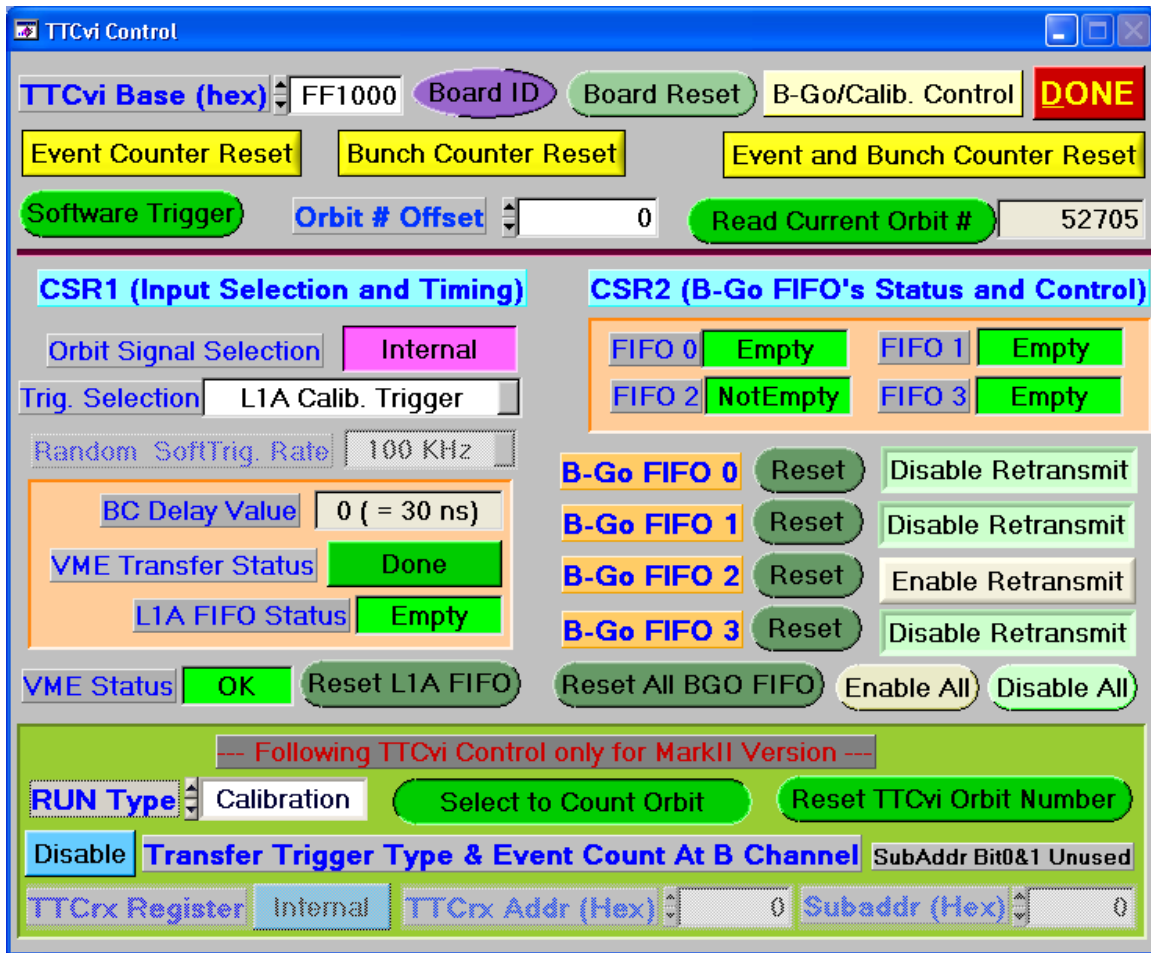 TTCvi Control
TTCvi Base (hex) FF1000 Board ID Board Reset B-Go/Calib. Control DONE
Event Counter Reset Bunch Counter Reset Event and Bunch Counter Reset
Software Trigger Orbit # Offset 0 Read Current Orbit # 52705
CSR1 (Input Selection and Timing)
Orbit Signal Selection Internal
Trig. Selection L1A Calib. Trigger
Random SoftTrig. Rate 100 KHz
BC Delay Value 0 ( = 30 ns)
VME Transfer Status Done
L1A FIFO Status Empty
VME Status OK Reset L1A FIFO
CSR2 (B-Go FIFO's Status and Control)
FIFO 0 Empty FIFO 1 Empty
FIFO 2 NotEmpty FIFO 3 Empty
B-Go FIFO 0 Reset Disable Retransmit
B-Go FIFO 1 Reset Disable Retransmit
B-Go FIFO 2 Reset Enable Retransmit
B-Go FIFO 3 Reset Disable Retransmit
Reset All BGO FIFO Enable All Disable All
--- Following TTCvi Control only for MarkII Version ---
RUN Type Calibration Select to Count Orbit Reset TTCvi Orbit Number
Disable Transfer Trigger Type & Event Count At B Channel SubAddr Bit0&1 Unused
TTCrx Register Internal TTCrx Addr (Hex) 0 Subaddr (Hex) 0